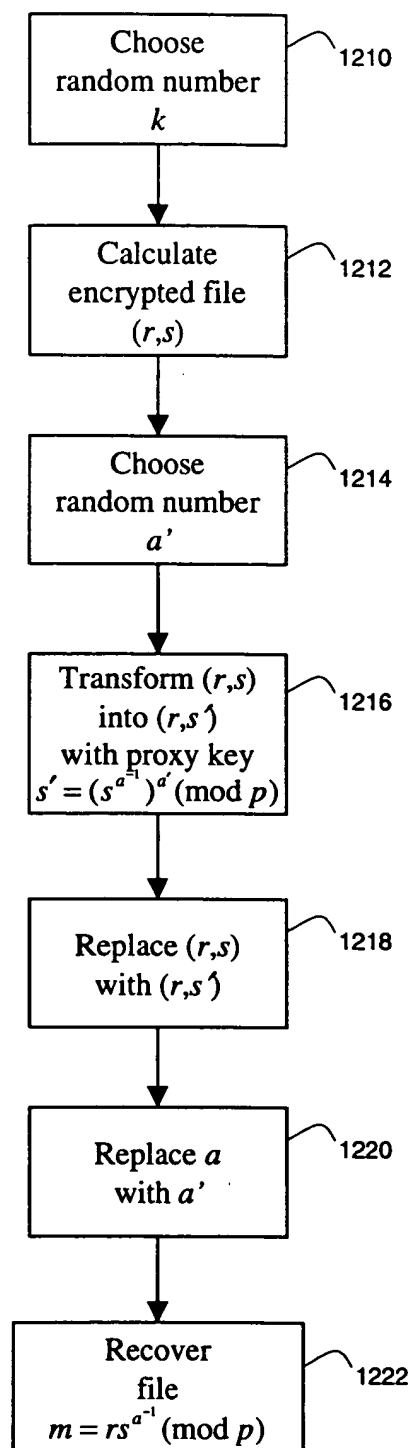 Choose
random number
k
1210
Calculate
encrypted file
(r,s)
1212
Choose
random number
a'
1214
Transform (r,s)
into (r,s')
with proxy key
s' = (s^{a^{-1}})^{a'} (mod p)
1216
Replace (r,s)
with (r,s')
1218
Replace a
with a'
1220
Recover
file
m = rs^{a^{-1}} (mod p)
1222